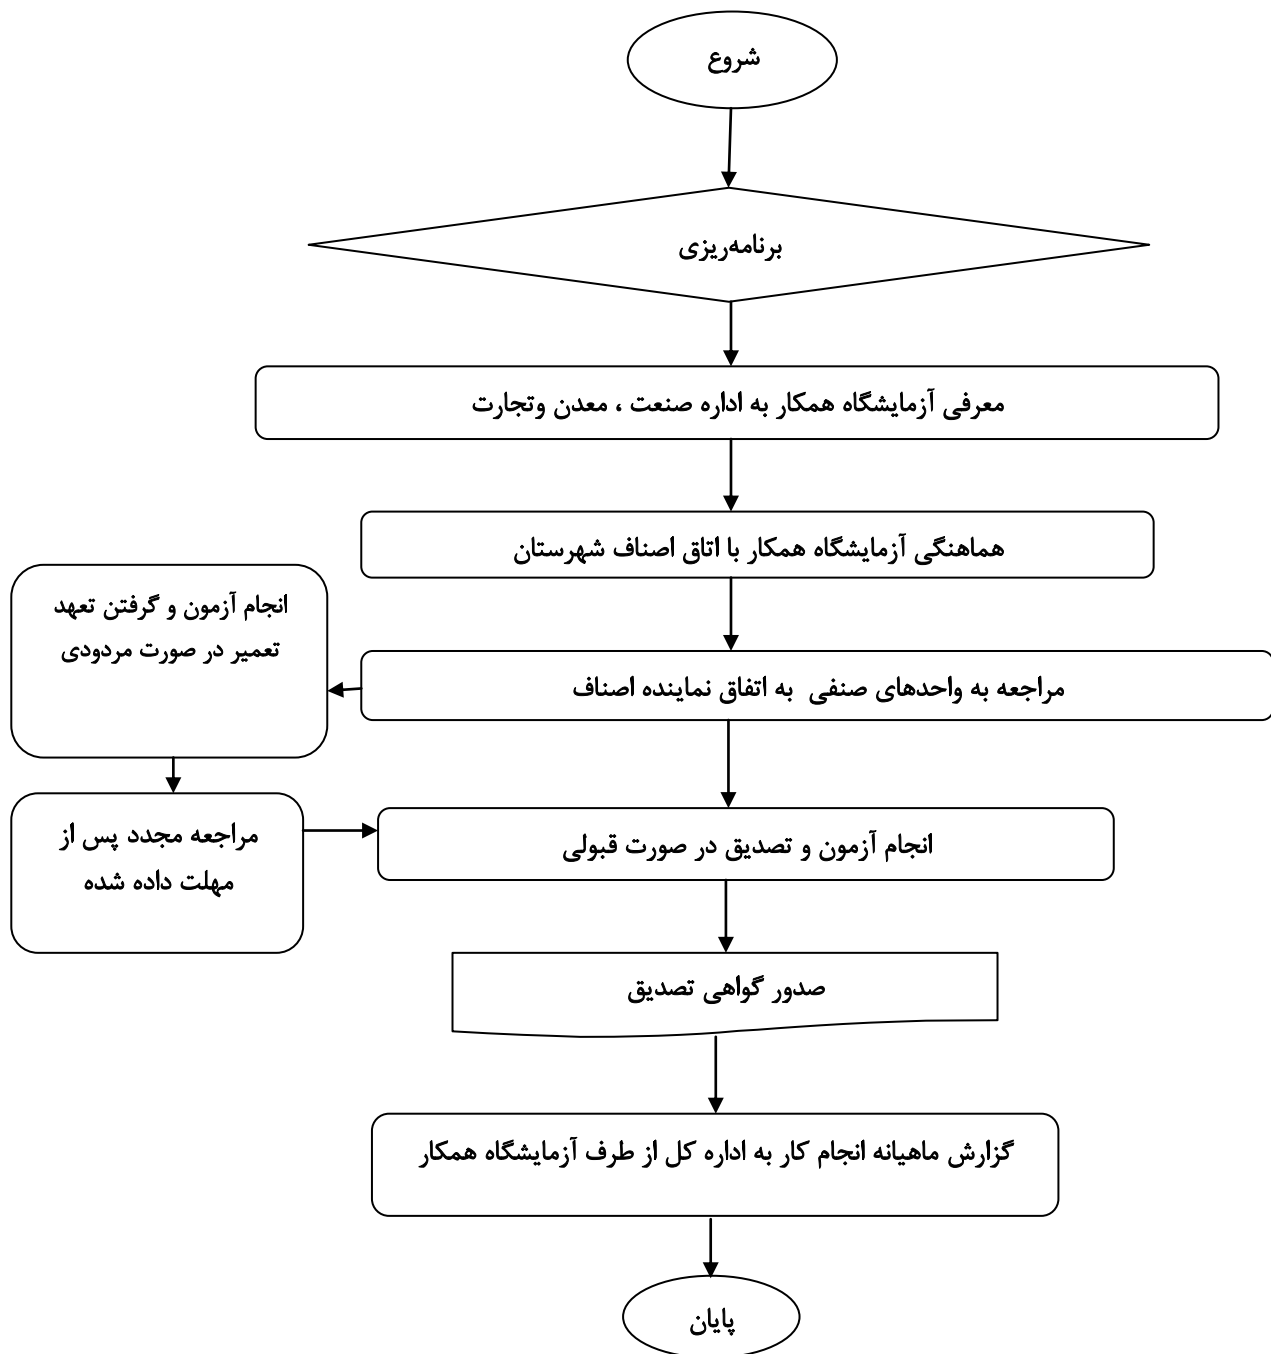 شروع
برنامه‌ریزی
معرفی آزمایشگاه همکار به اداره صنعت ، معدن وتجارت
هماهنگی آزمایشگاه همکار با اتاق اصناف شهرستان
مراجعه به واحدهای صنفی به اتفاق نماینده اصناف
انجام آزمون و گرفتن تعهد
تعمیر در صورت مردودی
مراجعه مجدد پس از
مهلت داده شده
انجام آزمون و تصدیق در صورت قبولی
صدور گواهی تصدیق
گزارش ماهیانه انجام کار به اداره کل از طرف آزمایشگاه همکار
پایان